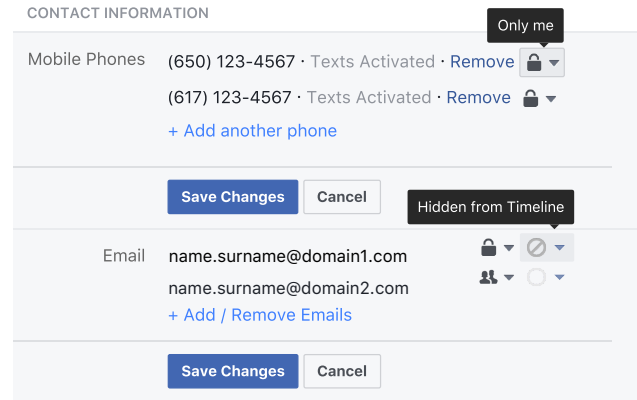 CONTACT INFORMATION
Only me
Mobile Phones (650) 123-4567 · Texts Activated · Remove
(617) 123-4567 · Texts Activated · Remove
+ Add another phone
Save Changes Cancel
Hidden from Timeline
Email name.surname@domain1.com
name.surname@domain2.com
+ Add / Remove Emails
Save Changes Cancel